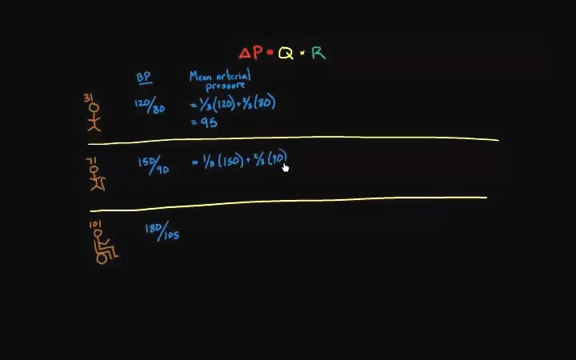 ΔP = Q × R
BP
Mean arterial
pressure
31
120/80 = 1/3(120) + 2/3(80)
= 95
71
150/90 = 1/3(150) + 2/3(90)
101
180/105